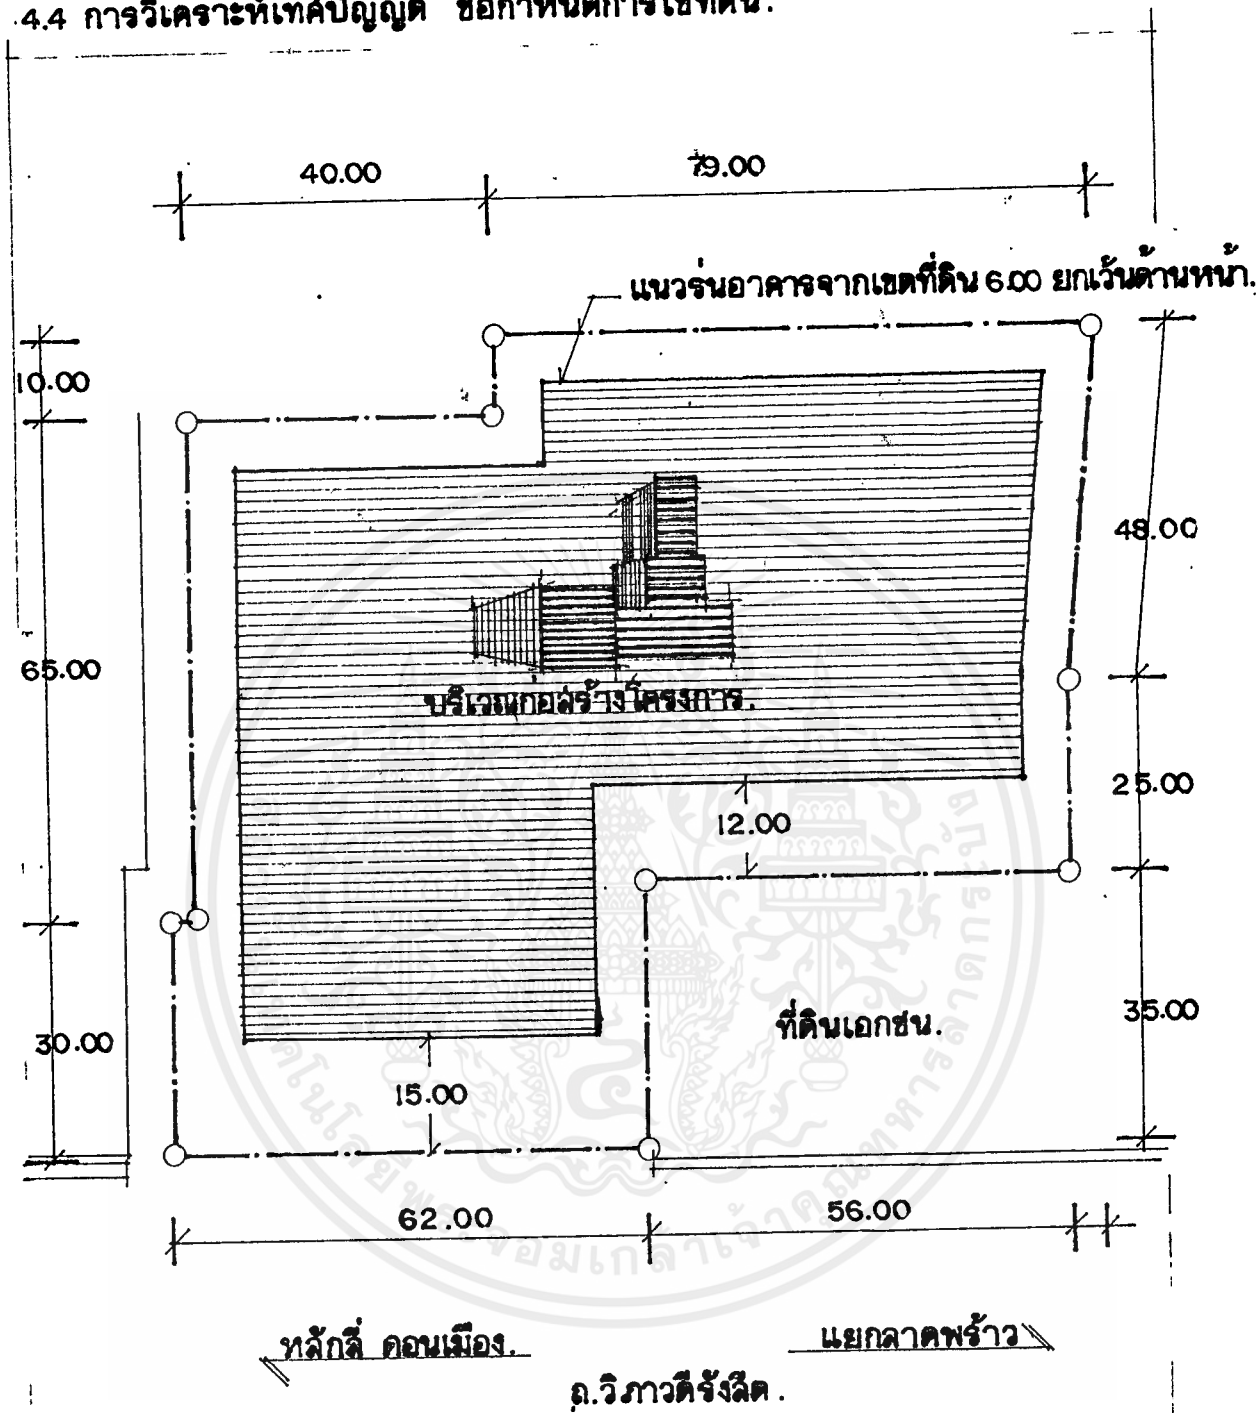 4.4 การวิเคราะห์เทศบัญญัติ ข้อกำหนดการใช้ที่ดิน.
40.00
79.00
แนวร่นอาคารจากเขตที่ดิน 6.00 ยกเว้นด้านหน้า.
10.00
48.00
65.00
บริเวณก่อสร้างโครงการ.
25.00
12.00
35.00
ที่ดินเอกชน.
30.00
15.00
62.00
56.00
หลักสี่ ดอนเมือง.
แยกลาดพร้าว
ถ.วิภาวดีรังสิต.